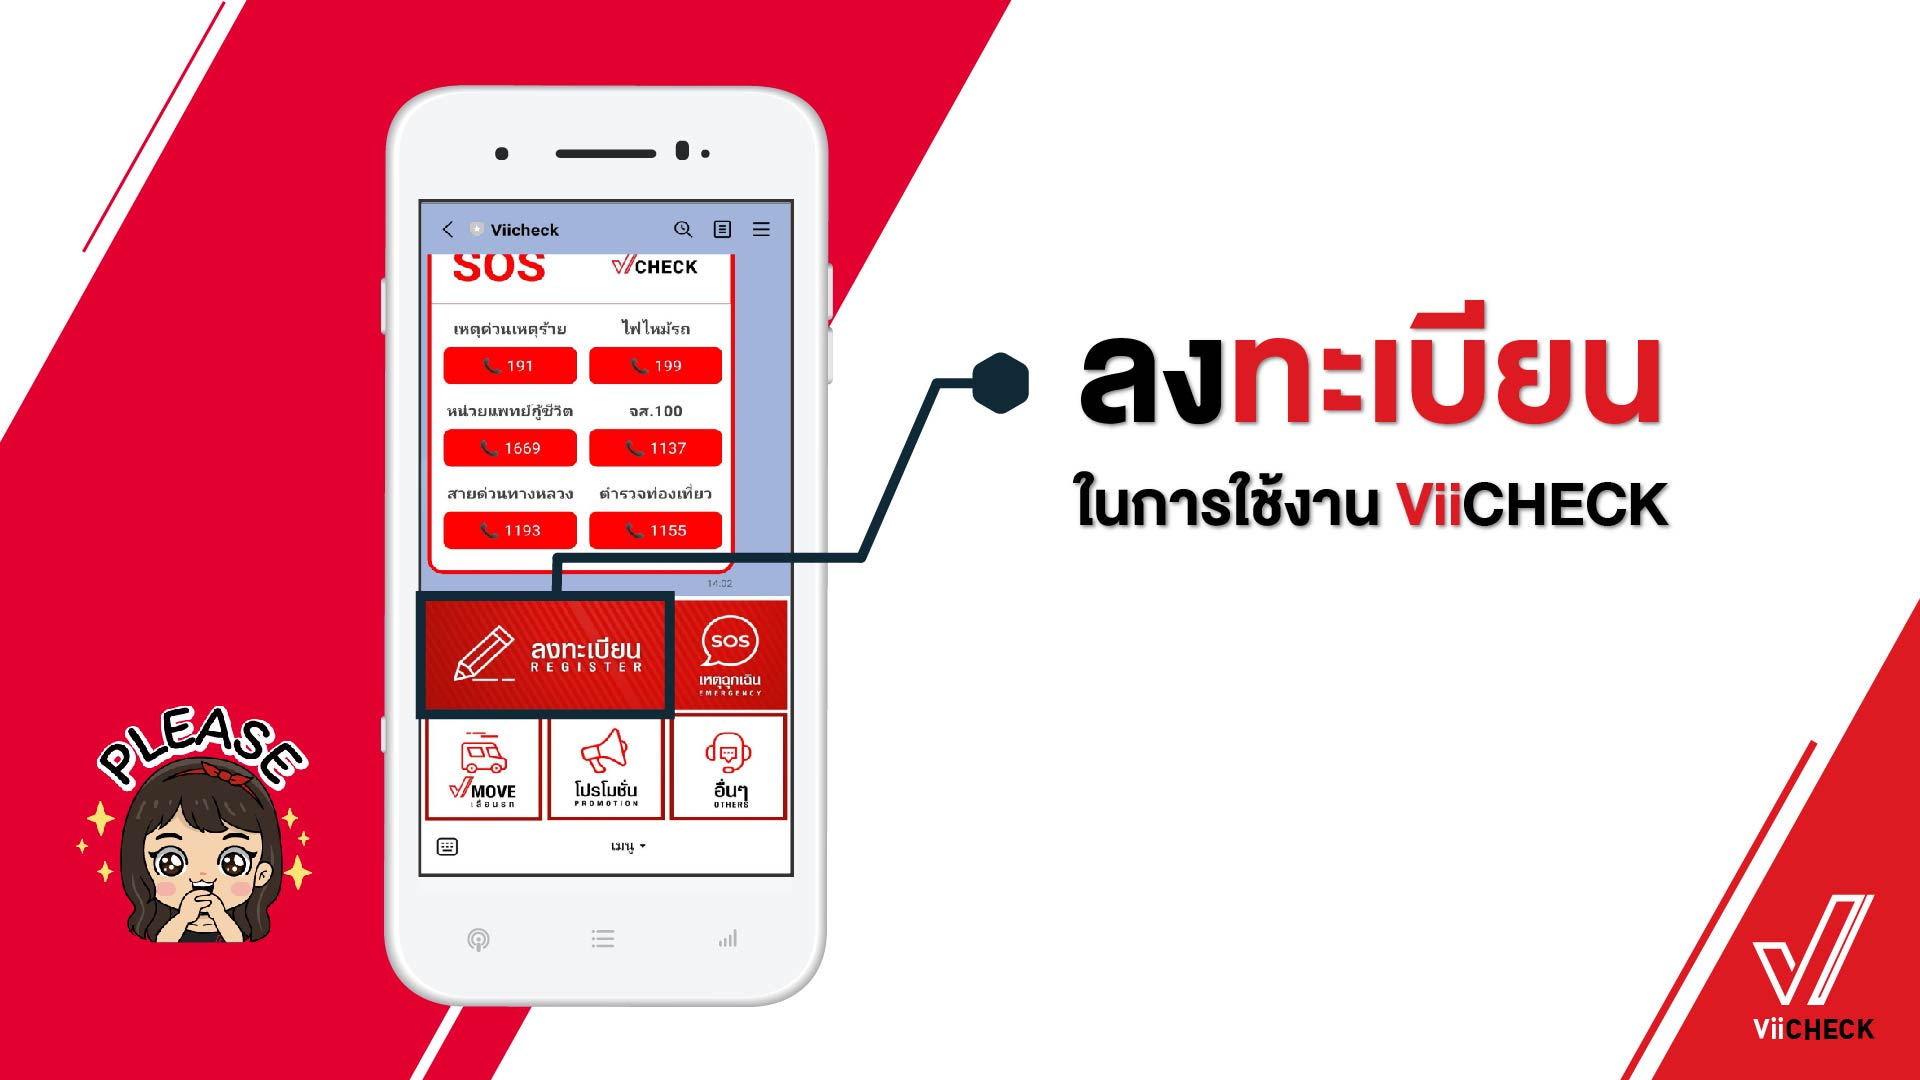 Viicheck
SOS
CHECK
เหตุด่วนเหตุร้าย
ไฟไหม้รถ
191
199
หน่วยแพทย์กู้ชีวิต
จส.100
1669
1137
สายด่วนทางหลวง
ตำรวจท่องเที่ยว
1193
1155
14:02
ลงทะเบียน
REGISTER
SOS
เหตุฉุกเฉิน
EMERGENCY
MOVE
เลื่อนรถ
โปรโมชั่น
PROMOTION
อื่นๆ
OTHERS
เมนู
ลงทะเบียน
ในการใช้งาน ViiCHECK
PLEASE
ViiCHECK